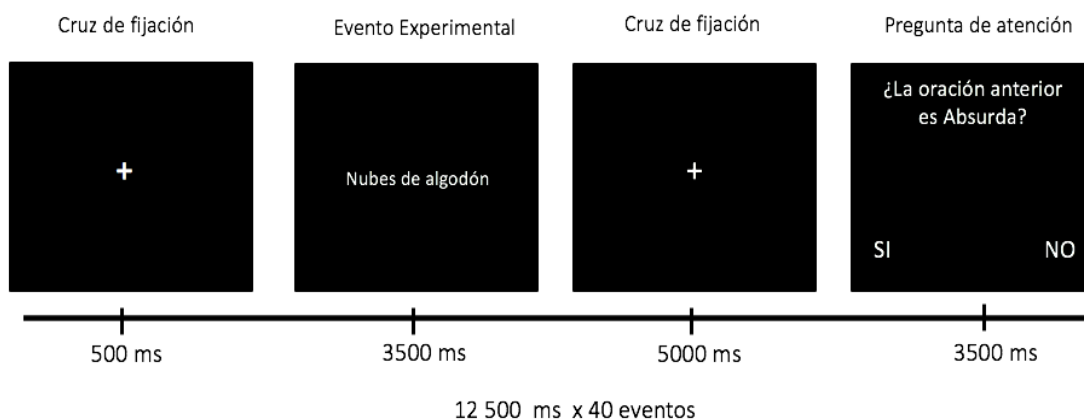 Cruz de fijación
Evento Experimental
Cruz de fijación
Pregunta de atención
+
Nubes de algodón
+
¿La oración anterior
es Absurda?
SI
NO
500 ms
3500 ms
5000 ms
3500 ms
12 500 ms x 40 eventos